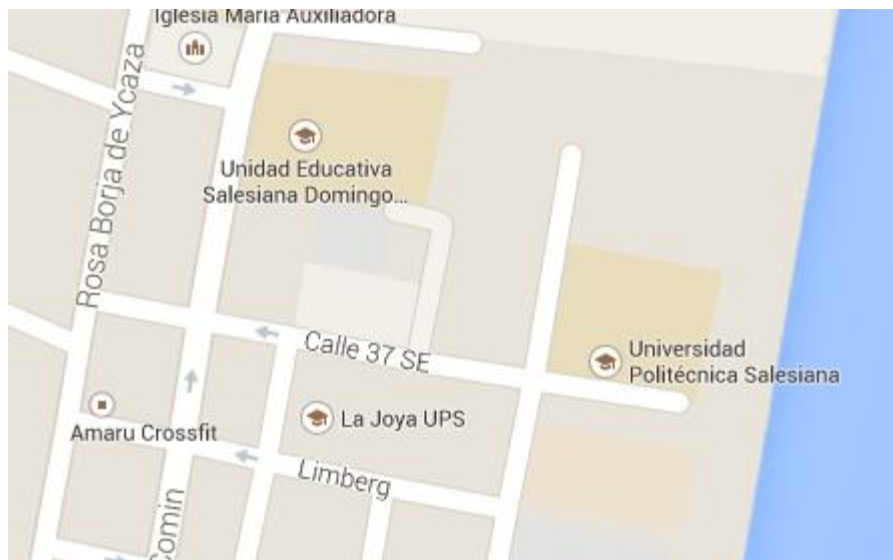 Iglesia María Auxiliadora
Rosa Borja de Ycaza
Unidad Educativa
Salesiana Domingo...
Calle 37 SE
Universidad
Politécnica Salesiana
La Joya UPS
Amaru Crossfit
Limberg
Comin